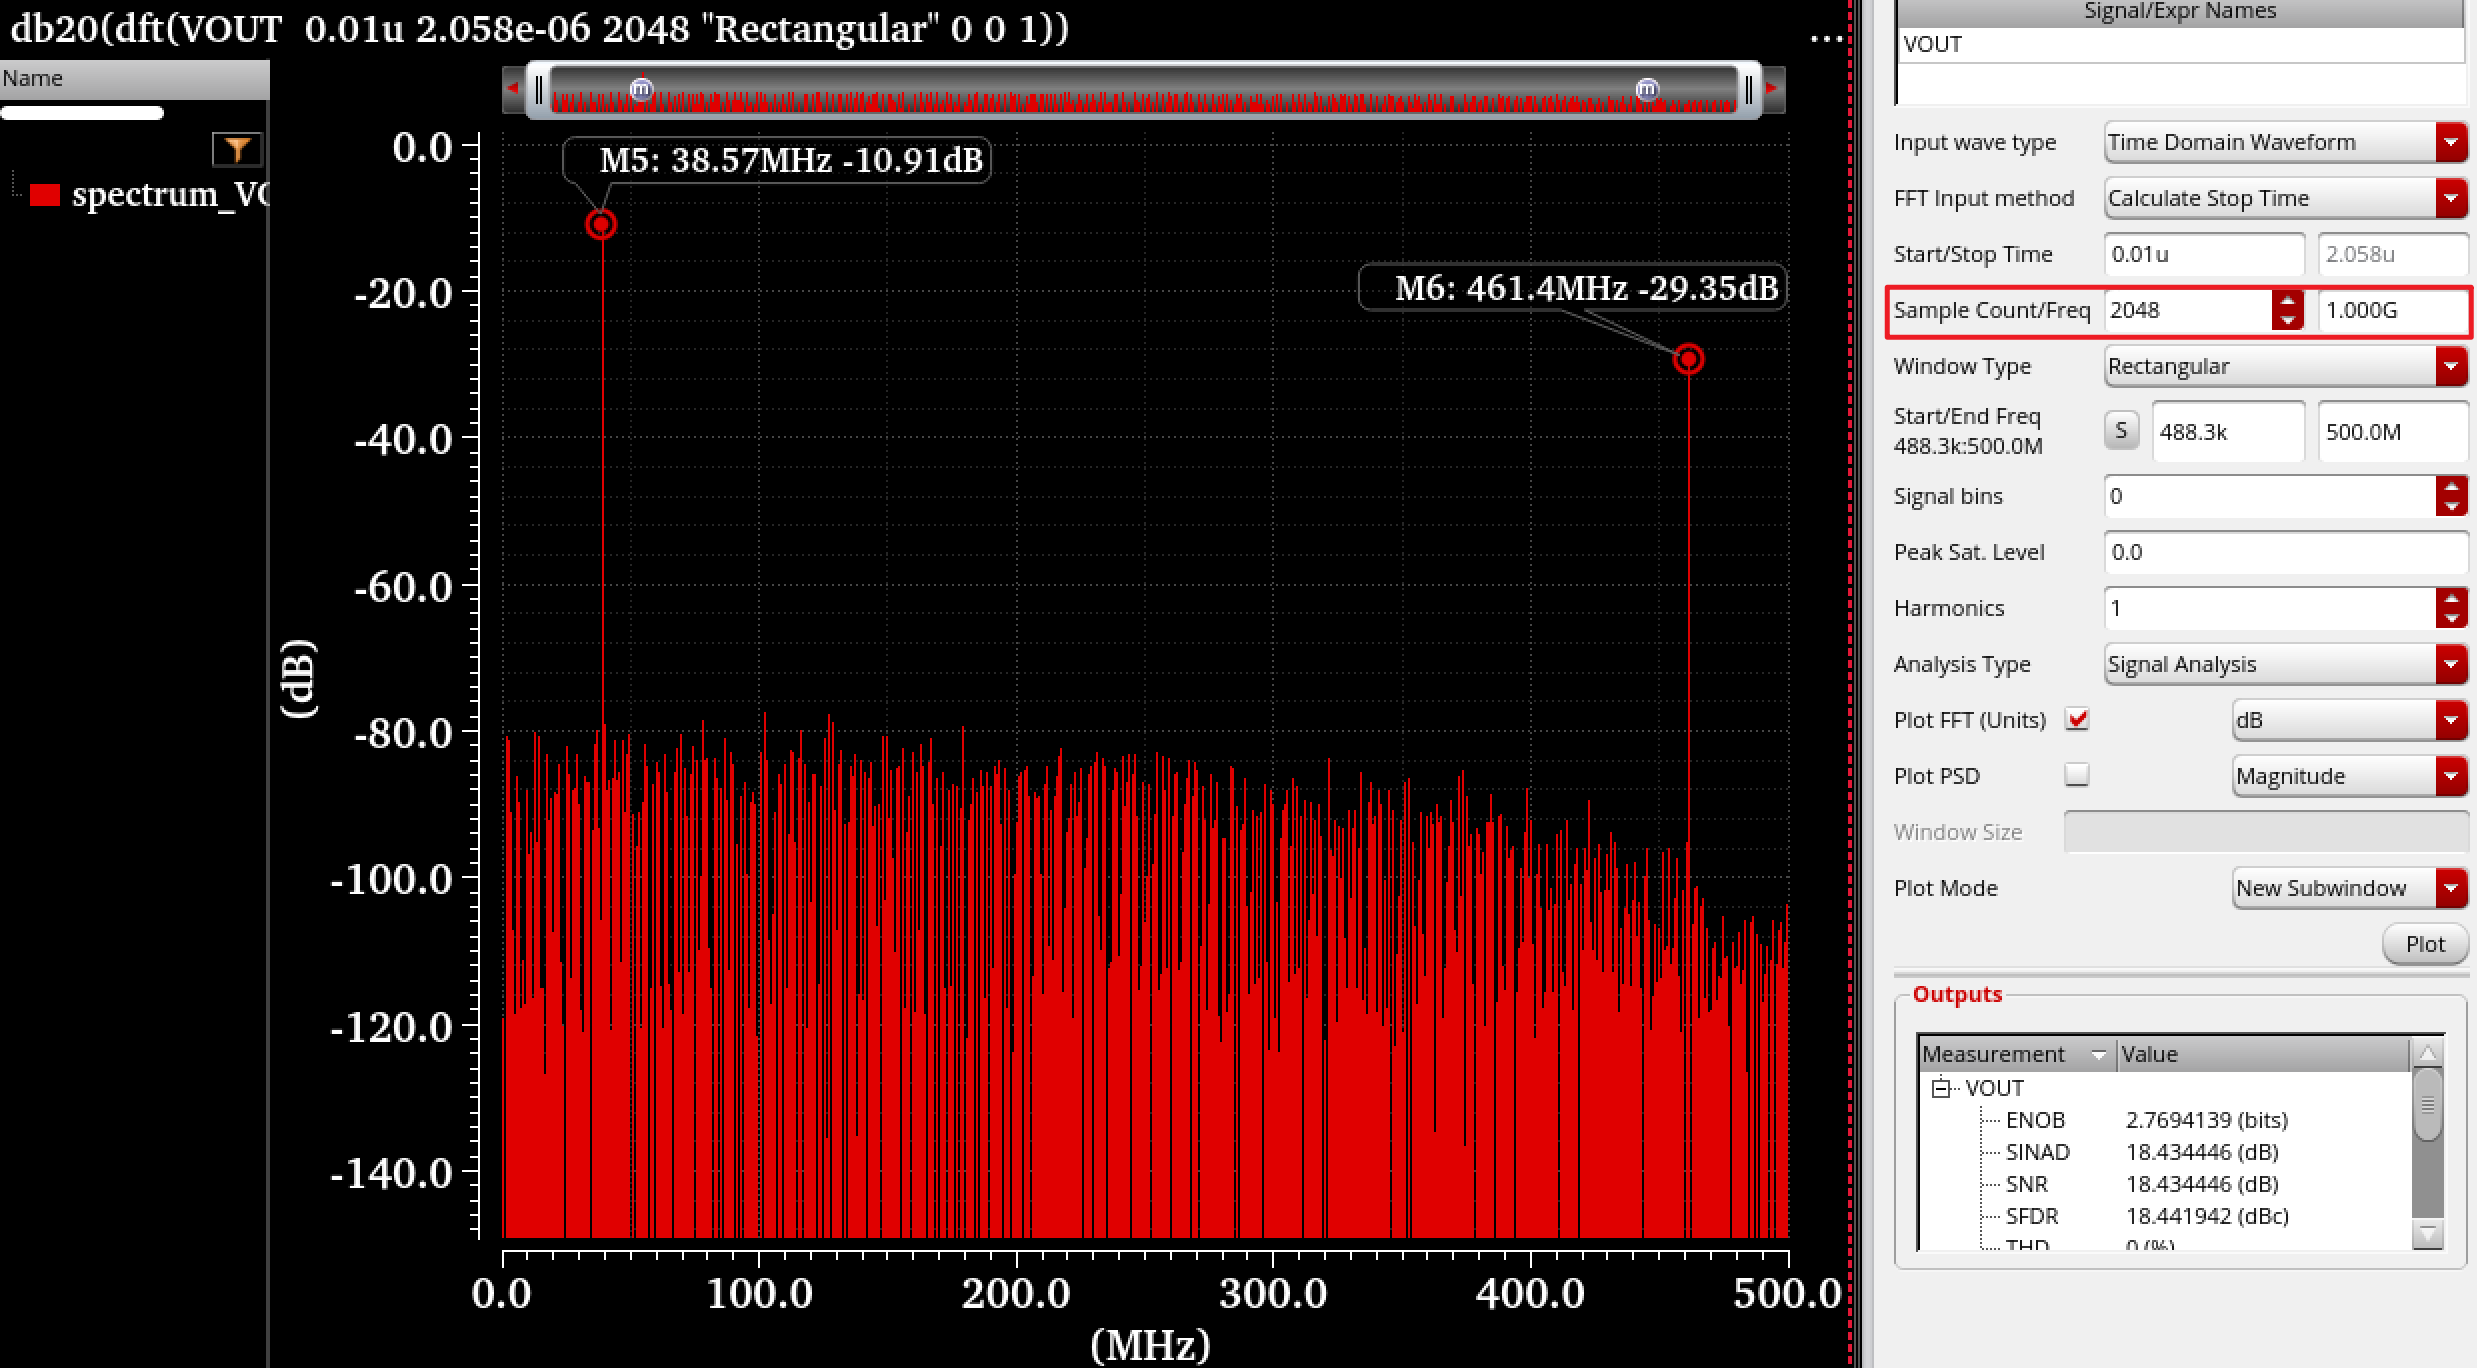 db20(dft(VOUT 0.01u 2.058e-06 2048 "Rectangular" 0 0 1))
...
Name
spectrum_VO
m
m
M5: 38.57MHz -10.91dB
M6: 461.4MHz -29.35dB
0.0
-20.0
-40.0
-60.0
-80.0
-100.0
-120.0
-140.0
(dB)
0.0 100.0 200.0 300.0 400.0 500.0
(MHz)
Signal/Expr Names
VOUT
Input wave type Time Domain Waveform
FFT Input method Calculate Stop Time
Start/Stop Time 0.01u 2.058u
Sample Count/Freq 2048 1.000G
Window Type Rectangular
Start/End Freq
488.3k:500.0M S 488.3k 500.0M
Signal bins 0
Peak Sat. Level 0.0
Harmonics 1
Analysis Type Signal Analysis
Plot FFT (Units) dB
Plot PSD Magnitude
Window Size
Plot Mode New Subwindow
Plot
Outputs
Measurement Value
VOUT
ENOB 2.7694139 (bits)
SINAD 18.434446 (dB)
SNR 18.434446 (dB)
SFDR 18.441942 (dBc)
THD 0 (%)